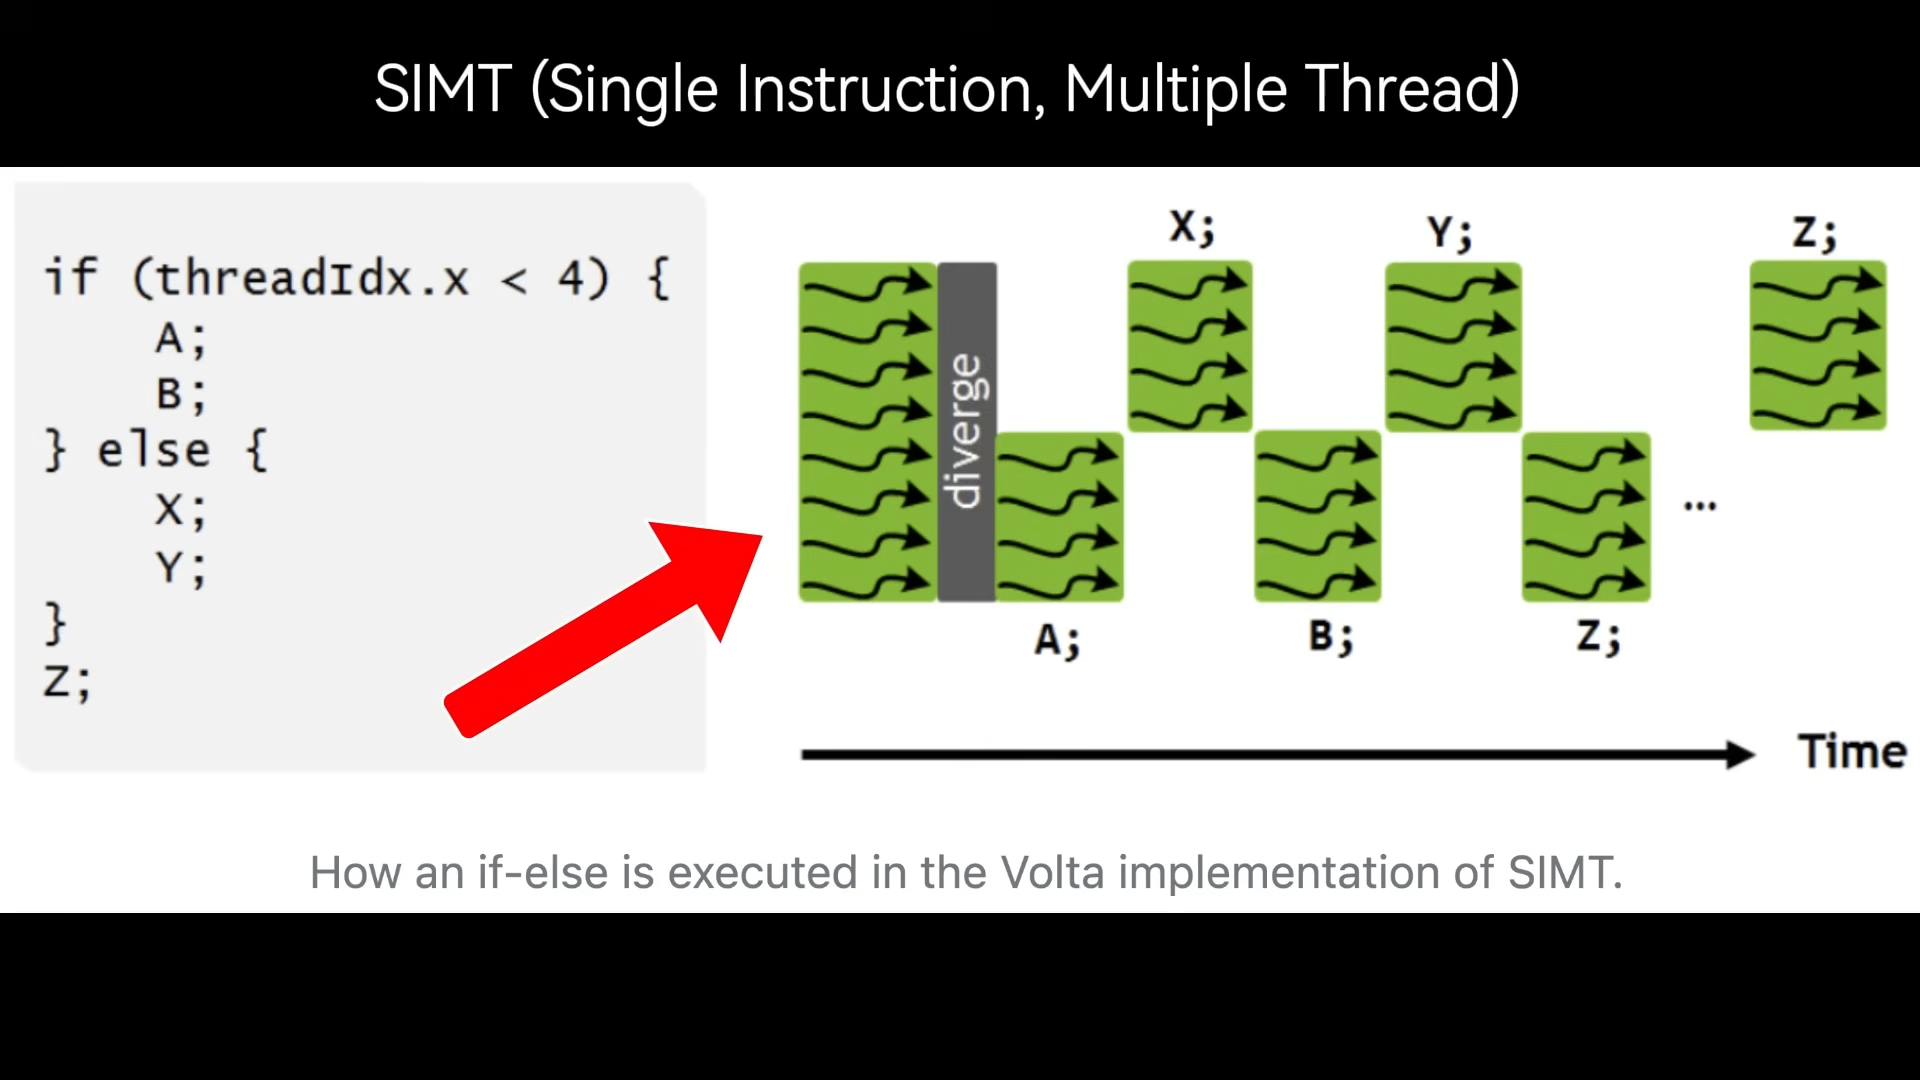 SIMT (Single Instruction, Multiple Thread)
if (threadIdx.x < 4) {
    A;
    B;
} else {
    X;
    Y;
}
Z;
X;
Y;
Z;
diverge
A;
B;
Z;
...
Time
How an if-else is executed in the Volta implementation of SIMT.